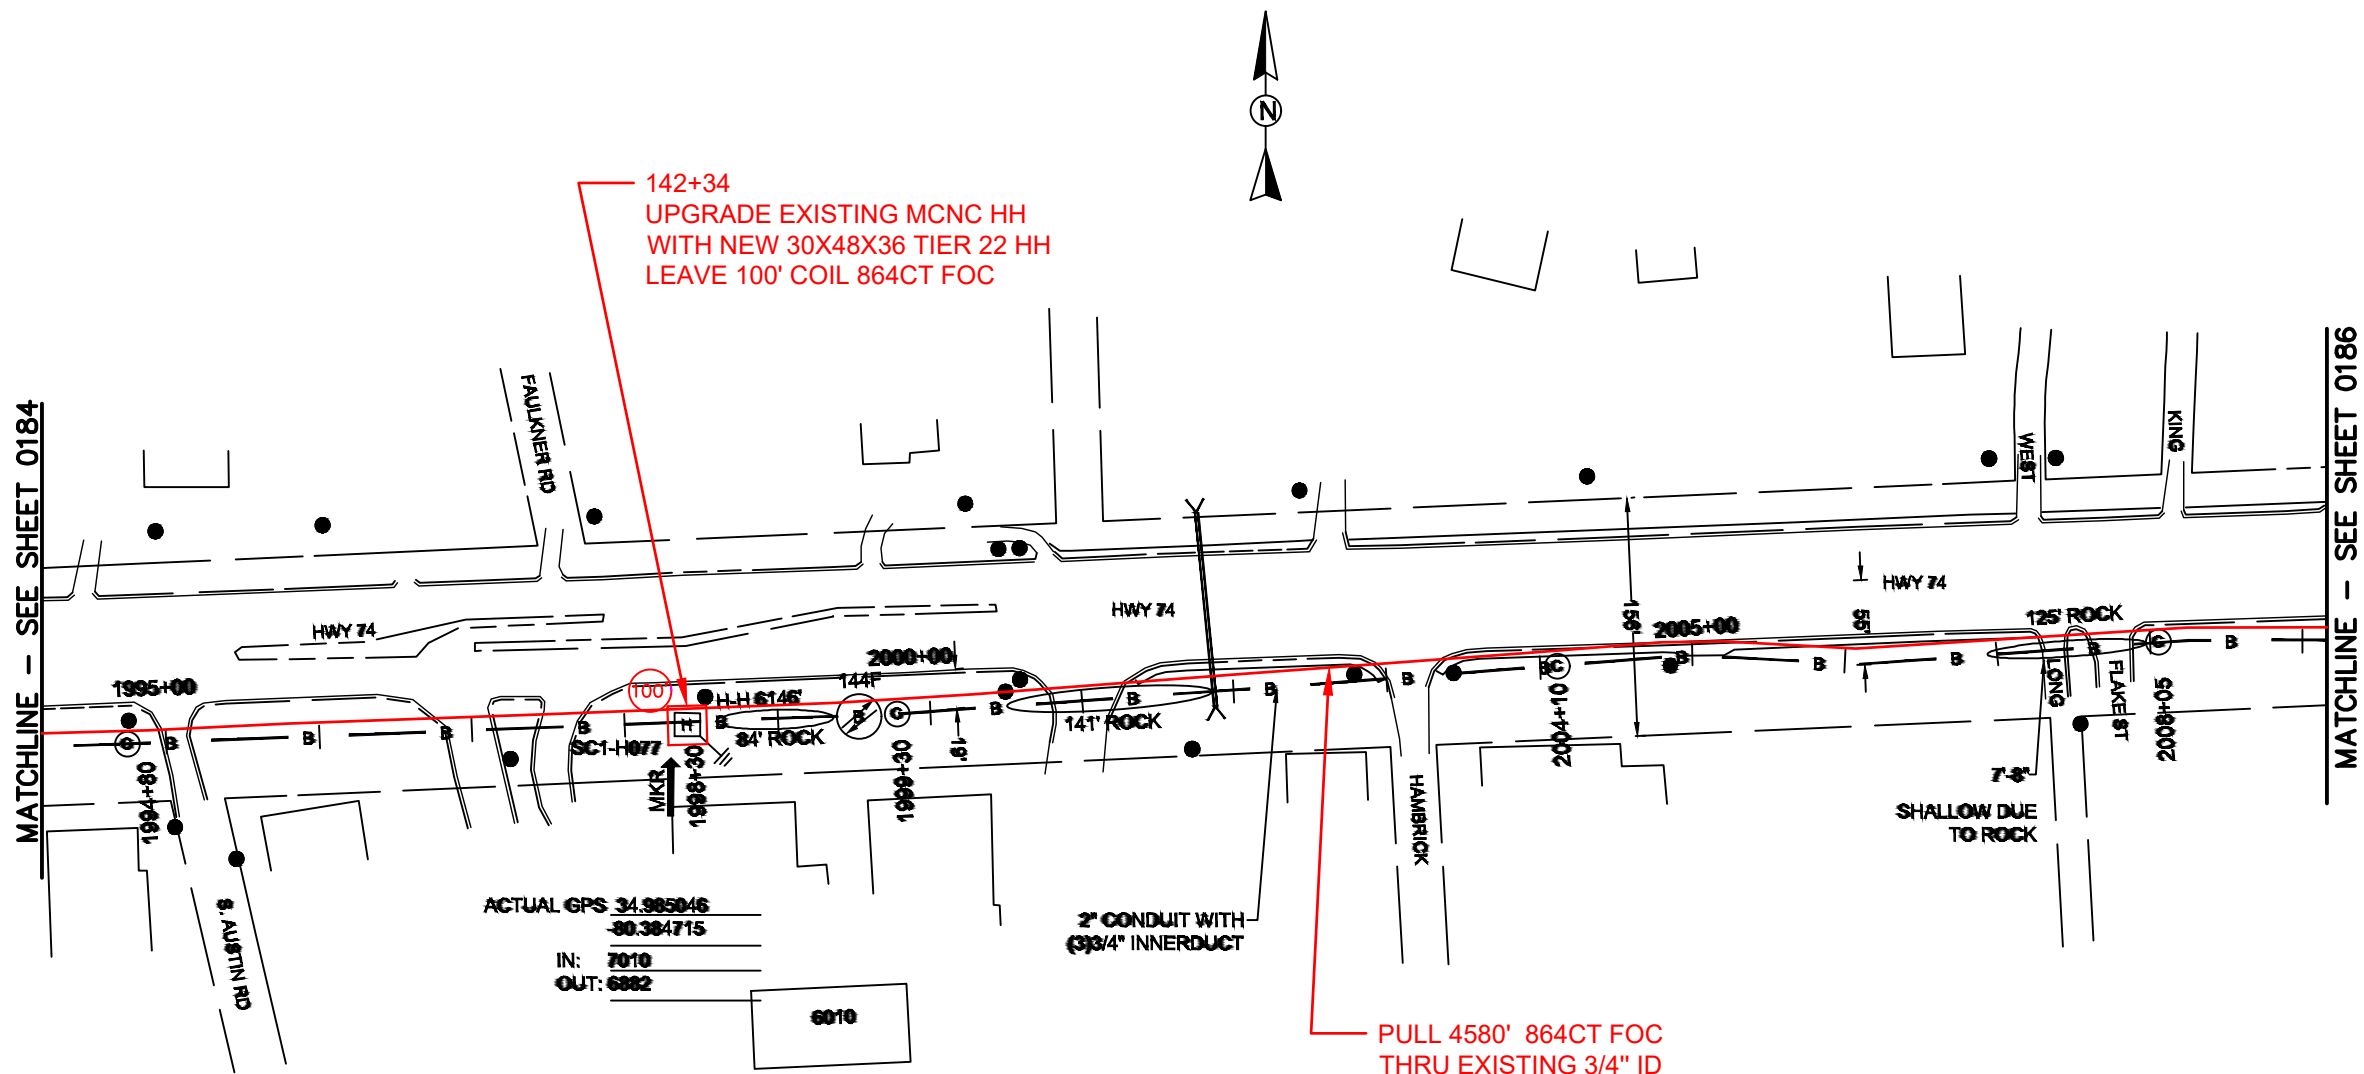 N
142+34
UPGRADE EXISTING MCNC HH
WITH NEW 30X48X36 TIER 22 HH
LEAVE 100' COIL 864CT FOC
MATCHLINE - SEE SHEET 0184
MATCHLINE - SEE SHEET 0186
FAULKNER RD
WEST
KING
HWY 74
HWY 74
HWY 74
156'
55'
2005+00
125' ROCK
2000+00
1995+00
100'
H-H 6146'
144F
B
G
H
B
84' ROCK
141' ROCK
19'
SC1-H077
MKR
1998+30
1999+30
1994+80
2004+10
2008+05
LONG
FLAKE ST
HAMBRICK
S. AUSTIN RD
7'-8"
SHALLOW DUE
TO ROCK
ACTUAL GPS 34.985046
-80.384715
IN: 7010
OUT: 6882
2" CONDUIT WITH
(3)3/4" INNERDUCT
6010
PULL 4580' 864CT FOC
THRU EXISTING 3/4" ID